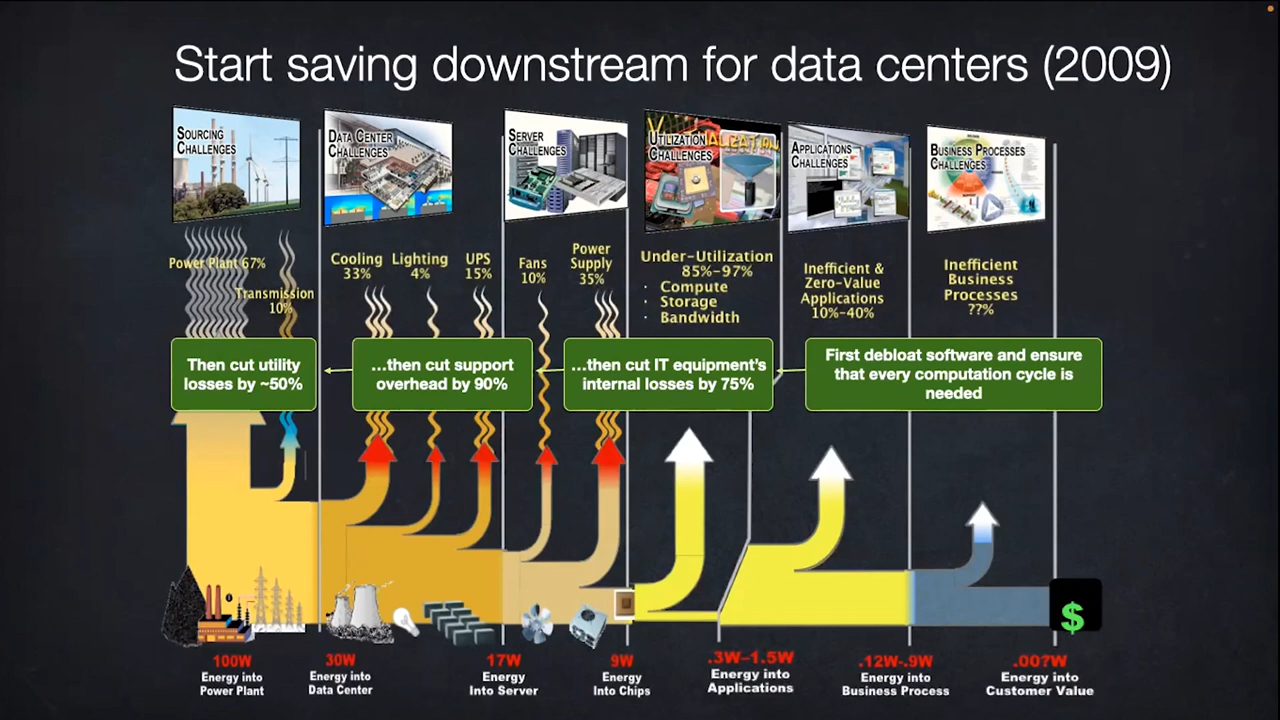 Start saving downstream for data centers (2009)
SOURCING
CHALLENGES
DATA CENTER
CHALLENGES
SERVER
CHALLENGES
UTILIZATION
CHALLENGES
APPLICATIONS
CHALLENGES
BUSINESS PROCESSES
CHALLENGES
Power Plant 67%
Transmission
10%
Cooling
33%
Lighting
4%
UPS
15%
Fans
10%
Power
Supply
35%
Under-Utilization
85%-97%
· Compute
· Storage
· Bandwidth
Inefficient &
Zero-Value
Applications
10%-40%
Inefficient
Business
Processes
??%
Then cut utility
losses by ~50%
...then cut support
overhead by 90%
...then cut IT equipment's
internal losses by 75%
First debloat software and ensure
that every computation cycle is
needed
$
100W
Energy into
Power Plant
30W
Energy into
Data Center
17W
Energy
Into Server
9W
Energy
Into Chips
.3W–1.5W
Energy into
Applications
.12W-.9W
Energy into
Business Process
.00?W
Energy into
Customer Value